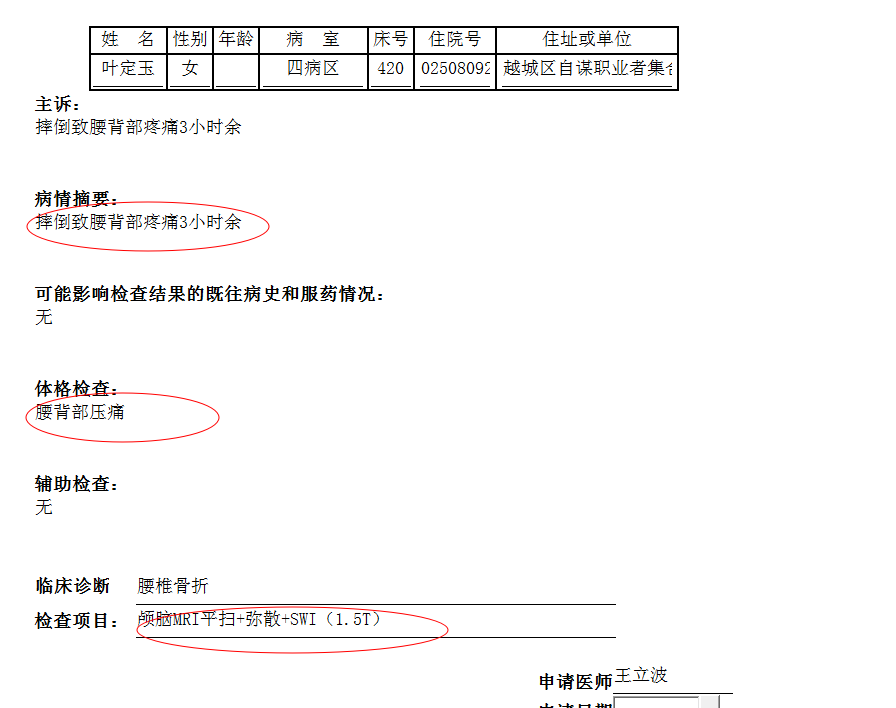 姓 名 性别 年龄 病 室 床号 住院号 住址或单位
叶定玉 女 四病区 420 02508092 越城区自谋职业者集
主诉:
摔倒致腰背部疼痛3小时余
病情摘要:
摔倒致腰背部疼痛3小时余
可能影响检查结果的既往病史和服药情况:
无
体格检查:
腰背部压痛
辅助检查:
无
临床诊断 腰椎骨折
检查项目: 颅脑MRI平扫+弥散+SWI（1.5T）
申请医师 王立波
申请日期